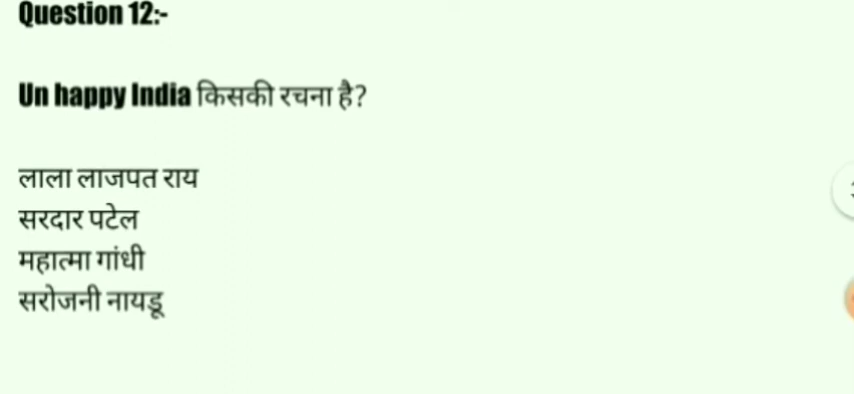 Question 12:-
Un happy India किसकी रचना है?
लाला लाजपत राय
सरदार पटेल
महात्मा गांधी
सरोजनी नायडू